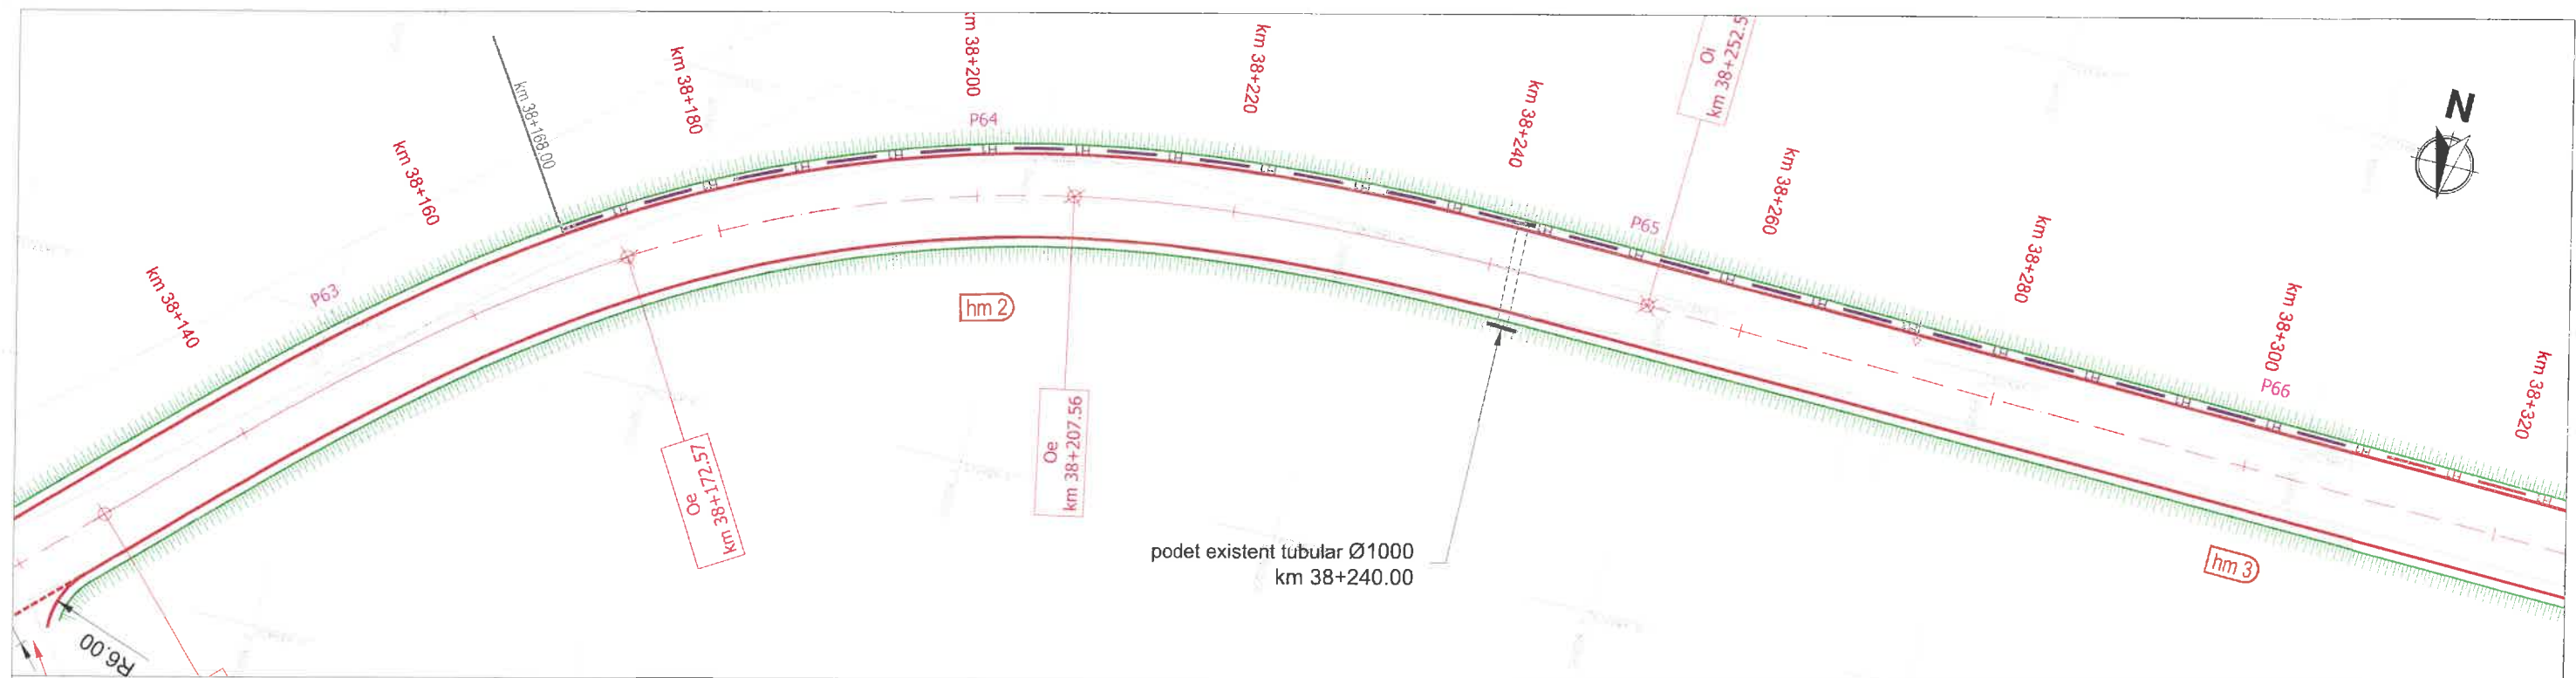 km 38+140
P63
km 38+160
km 38+168.00
km 38+180
km 38+200
P64
km 38+220
km 38+240
P65
Oi
km 38+252.5
km 38+260
km 38+280
km 38+300
P66
km 38+320
N
hm 2
Oe
km 38+172.57
Oe
km 38+207.56
podet existent tubular Ø1000
km 38+240.00
hm 3
R6.00